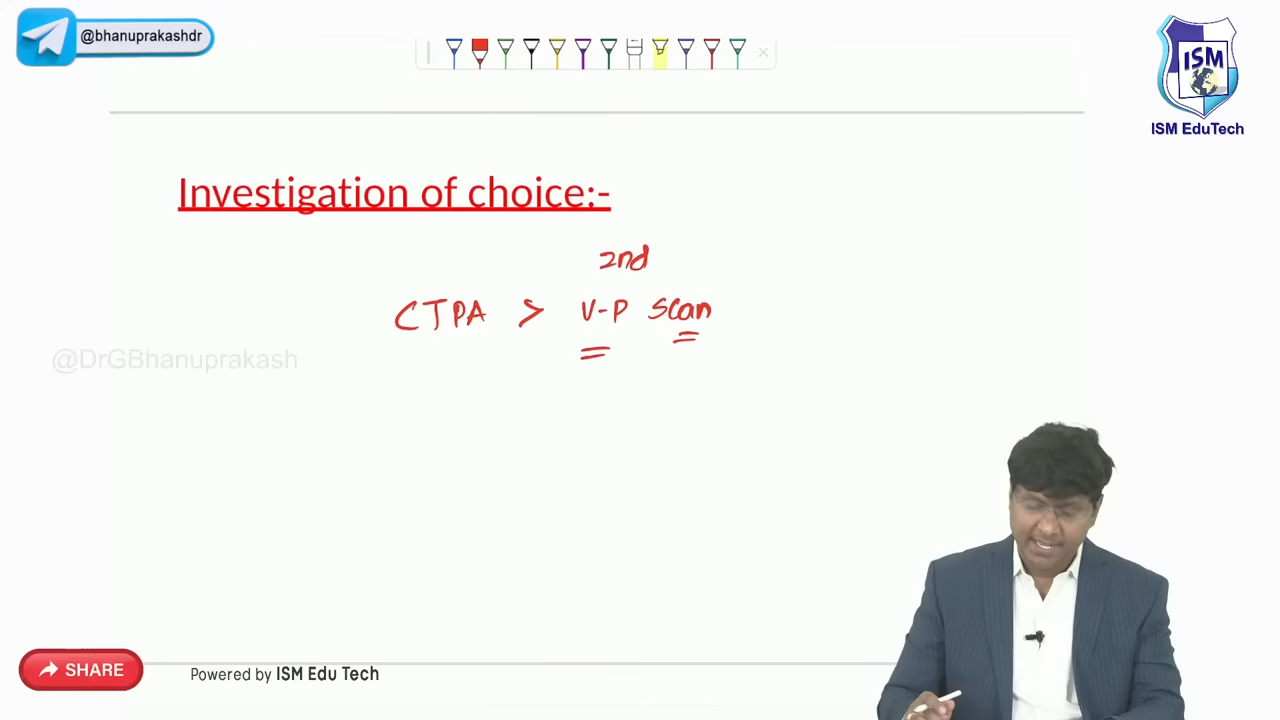 @bhanuprakashdr
ISM
ISM EduTech
Investigation of choice:-
2nd
CTPA > V-P scan
@DrGBhanuprakash
SHARE
Powered by ISM Edu Tech